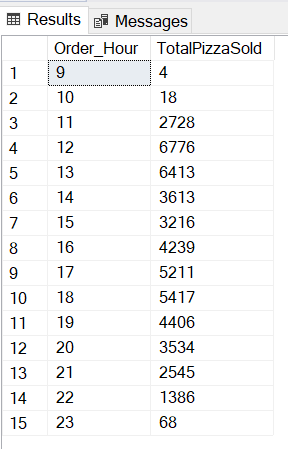 Results Messages
Order_Hour TotalPizzaSold
1 9 4
2 10 18
3 11 2728
4 12 6776
5 13 6413
6 14 3613
7 15 3216
8 16 4239
9 17 5211
10 18 5417
11 19 4406
12 20 3534
13 21 2545
14 22 1386
15 23 68